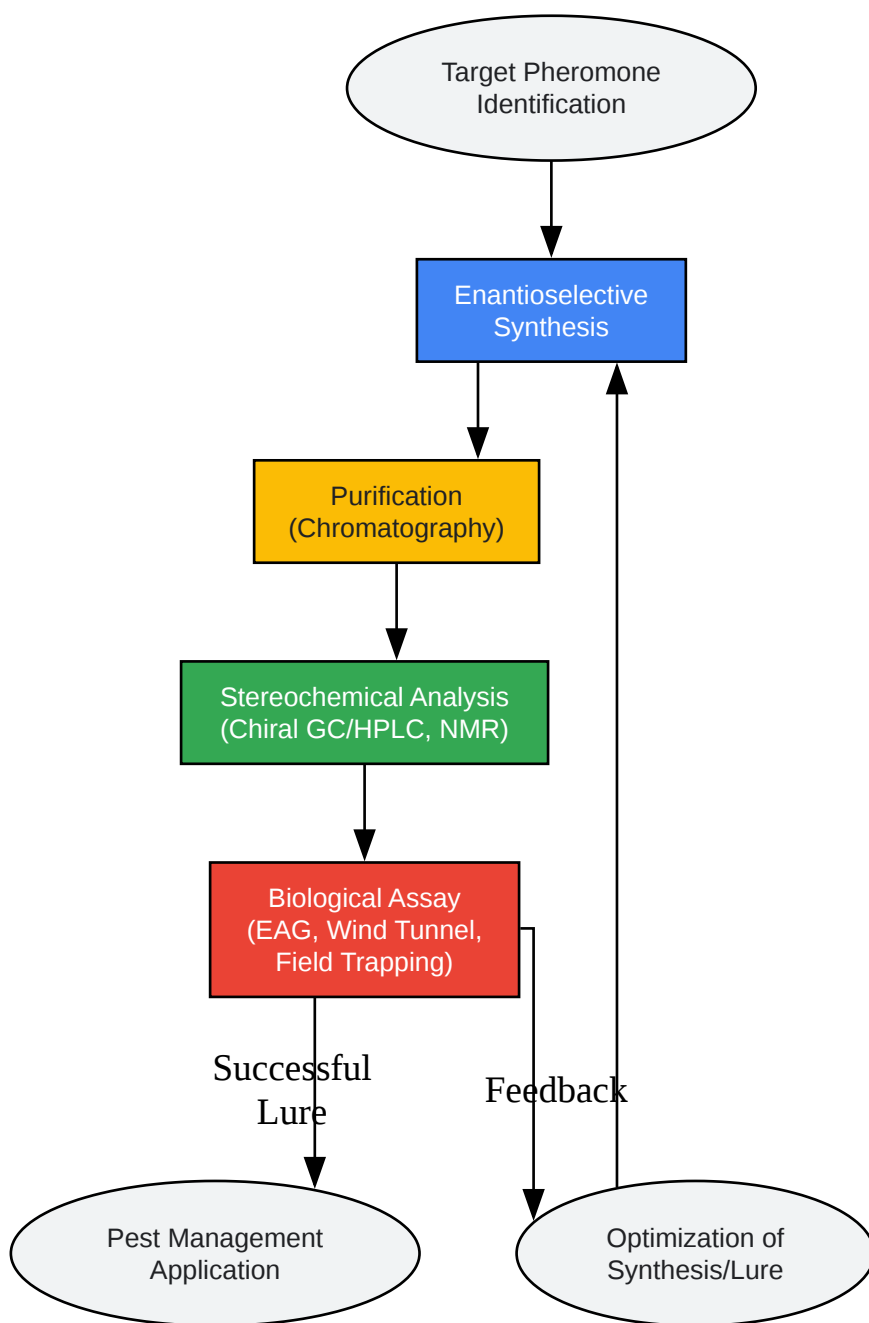 Target Pheromone
Identification
Enantioselective
Synthesis
Purification
(Chromatography)
Stereochemical Analysis
(Chiral GC/HPLC, NMR)
Biological Assay
(EAG, Wind Tunnel,
Field Trapping)
Successful
Lure
Feedback
Pest Management
Application
Optimization of
Synthesis/Lure